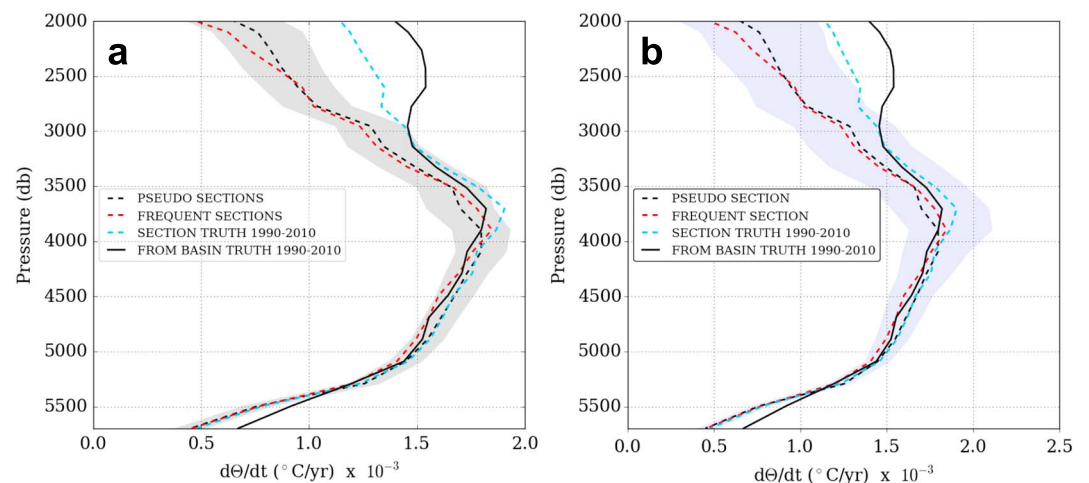 a
2000
2500
3000
3500
4000
4500
5000
5500
Pressure (db)
PSEUDO SECTIONS
FREQUENT SECTIONS
SECTION TRUTH 1990-2010
FROM BASIN TRUTH 1990-2010
0.0 0.5 1.0 1.5 2.0
dΘ/dt (°C/yr) x 10⁻³
b
2000
2500
3000
3500
4000
4500
5000
5500
Pressure (db)
PSEUDO SECTION
FREQUENT SECTION
SECTION TRUTH 1990-2010
FROM BASIN TRUTH 1990-2010
0.0 0.5 1.0 1.5 2.0 2.5
dΘ/dt (°C/yr) x 10⁻³